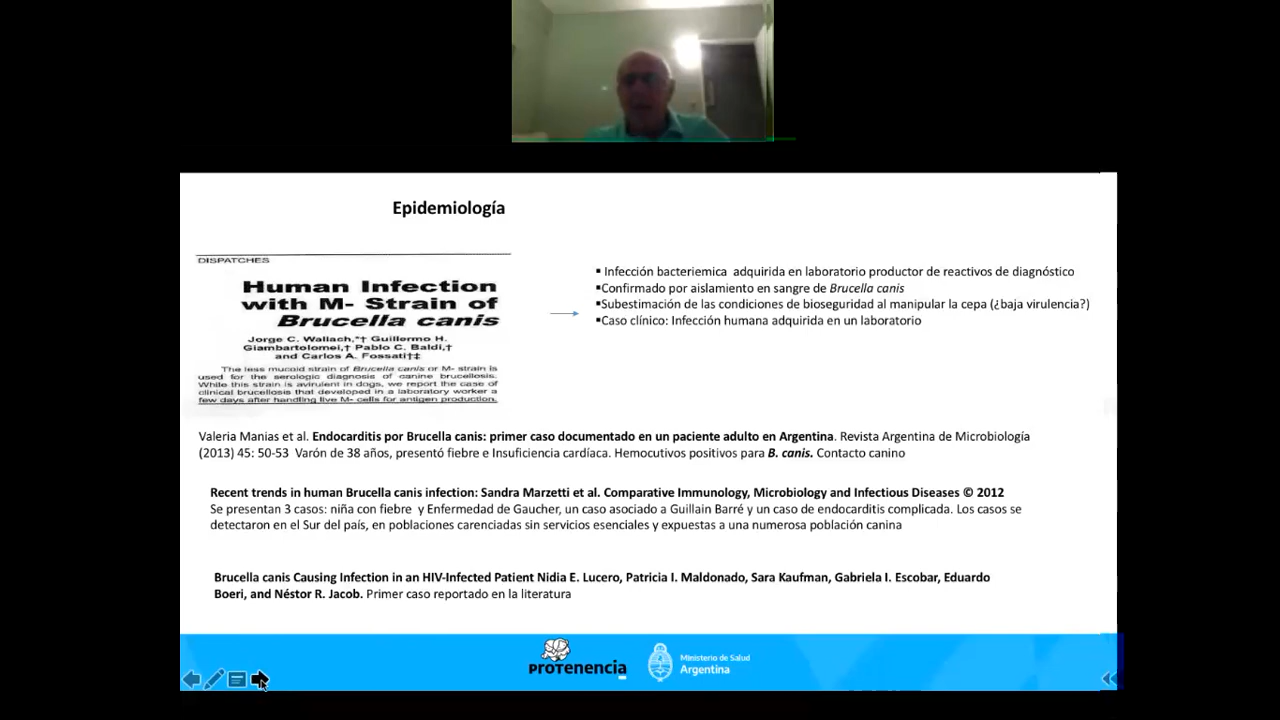 Epidemiología
DISPATCHES
Human Infection
with M- Strain of
Brucella canis
Jorge C. Wallach,*† Guillermo H.
Giambartolomei,† Pablo C. Baldi,†
and Carlos A. Fossati†‡
The less mucoid strain of Brucella canis or M- strain is
used for the serologic diagnosis of canine brucellosis.
While this strain is avirulent in dogs, we report the case of
clinical brucellosis that developed in a laboratory worker a
few days after handling live M- cells for antigen production.
▪ Infección bacteriemica adquirida en laboratorio productor de reactivos de diagnóstico
▪Confirmado por aislamiento en sangre de Brucella canis
▪Subestimación de las condiciones de bioseguridad al manipular la cepa (¿baja virulencia?)
▪Caso clínico: Infección humana adquirida en un laboratorio
Valeria Manias et al. Endocarditis por Brucella canis: primer caso documentado en un paciente adulto en Argentina. Revista Argentina de Microbiología
(2013) 45: 50-53 Varón de 38 años, presentó fiebre e Insuficiencia cardíaca. Hemocutivos positivos para B. canis. Contacto canino
Recent trends in human Brucella canis infection: Sandra Marzetti et al. Comparative Immunology, Microbiology and Infectious Diseases © 2012
Se presentan 3 casos: niña con fiebre y Enfermedad de Gaucher, un caso asociado a Guillain Barré y un caso de endocarditis complicada. Los casos se
detectaron en el Sur del país, en poblaciones carenciadas sin servicios esenciales y expuestas a una numerosa población canina
Brucella canis Causing Infection in an HIV-Infected Patient Nidia E. Lucero, Patricia I. Maldonado, Sara Kaufman, Gabriela I. Escobar, Eduardo
Boeri, and Néstor R. Jacob. Primer caso reportado en la literatura
PROTENENCIA
Ministerio de Salud
Argentina